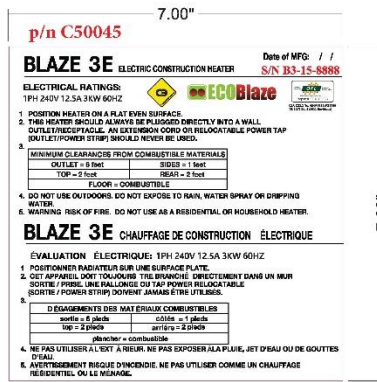 7.00"
p/n C50045
BLAZE 3E ELECTRIC CONSTRUCTION HEATER
Date of MFG: / /
S/N B3-15-8888
ELECTRICAL RATINGS:
1PH 240V 12.5A 3KW 60HZ
ECOBlaze
1 POSITION HEATER ON A FLAT EVEN SURFACE.
2. THIS HEATER SHOULD ALWAYS BE PLUGGED DIRECTLY INTO A WALL
OUTLET/RECEPTACLE. AN EXTENSION CORD OR RELOCATABLE POWER TAP
(OUTLET/POWER STRIP) SHOULD NEVER BE USED.
3.
MINIMUM CLEARANCES FROM COMBUSTIBLE MATERIALS
OUTLET = 6 feet SIDES = 1 feet
TOP = 2 feet REAR = 2 feet
FLOOR = COMBUSTIBLE
4. DO NOT USE OUTDOORS. DO NOT EXPOSE TO RAIN, WATER SPRAY OR DRIPPING
WATER.
5. WARNING RISK OF FIRE. DO NOT USE AS A RESIDENTIAL OR HOUSEHOLD HEATER.
BLAZE 3E CHAUFFAGE DE CONSTRUCTION ÉLECTRIQUE
ÉVALUATION ÉLECTRIQUE: 1PH 240V 12.5A 3KW 60HZ
1 POSITIONNER RADIATEUR SUR UNE SURFACE PLATE.
2. CET APPAREIL DOIT TOUJOURS TRE BRANCHÉ DIRECTEMENT DANS UN MUR
SORTIE / PRISE. UNE RALLONGE OU TAP POWER RELOCATABLE
(SORTIE / POWER STRIP) DOIVENT JAMAIS ÊTRE UTILISÉS.
3.
DÉGAGEMENTS DES MATÉRIAUX COMBUSTIBLES
sortie = 6 pieds côtés = 1 pieds
top = 2 pieds arrière = 2 pieds
plancher = combustible
4. NE PAS UTILISER A L'EXT À RIEUR. NE PAS EXPOSER ALA PLUIE, JET D'EAU OU DE GOUTTES
D'EAU.
5. AVERTISSEMENT RISQUE D'INCENDIE. NE PAS UTILISER COMME UN CHAUFFAGE
RÉSIDENTIEL OU LE MÉNAGE.